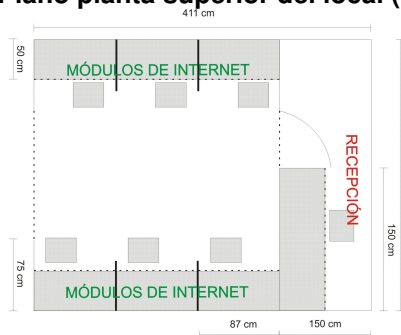 Plano planta superior del local (
411 cm
50 cm
MÓDULOS DE INTERNET
RECEPCIÓN
150 cm
75 cm
MÓDULOS DE INTERNET
87 cm
150 cm